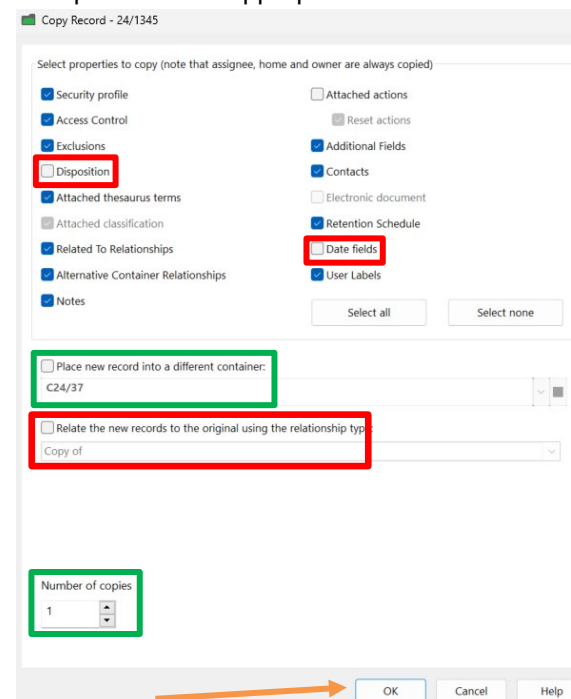 Copy Record - 24/1345
Select properties to copy (note that assignee, home and owner are always copied)
Security profile
Attached actions
Access Control
Reset actions
Exclusions
Additional Fields
Disposition
Contacts
Attached thesaurus terms
Electronic document
Attached classification
Retention Schedule
Related To Relationships
Date fields
Alternative Container Relationships
User Labels
Notes
Select all
Select none
Place new record into a different container:
C24/37
Relate the new records to the original using the relationship type:
Copy of
Number of copies
1
OK
Cancel
Help